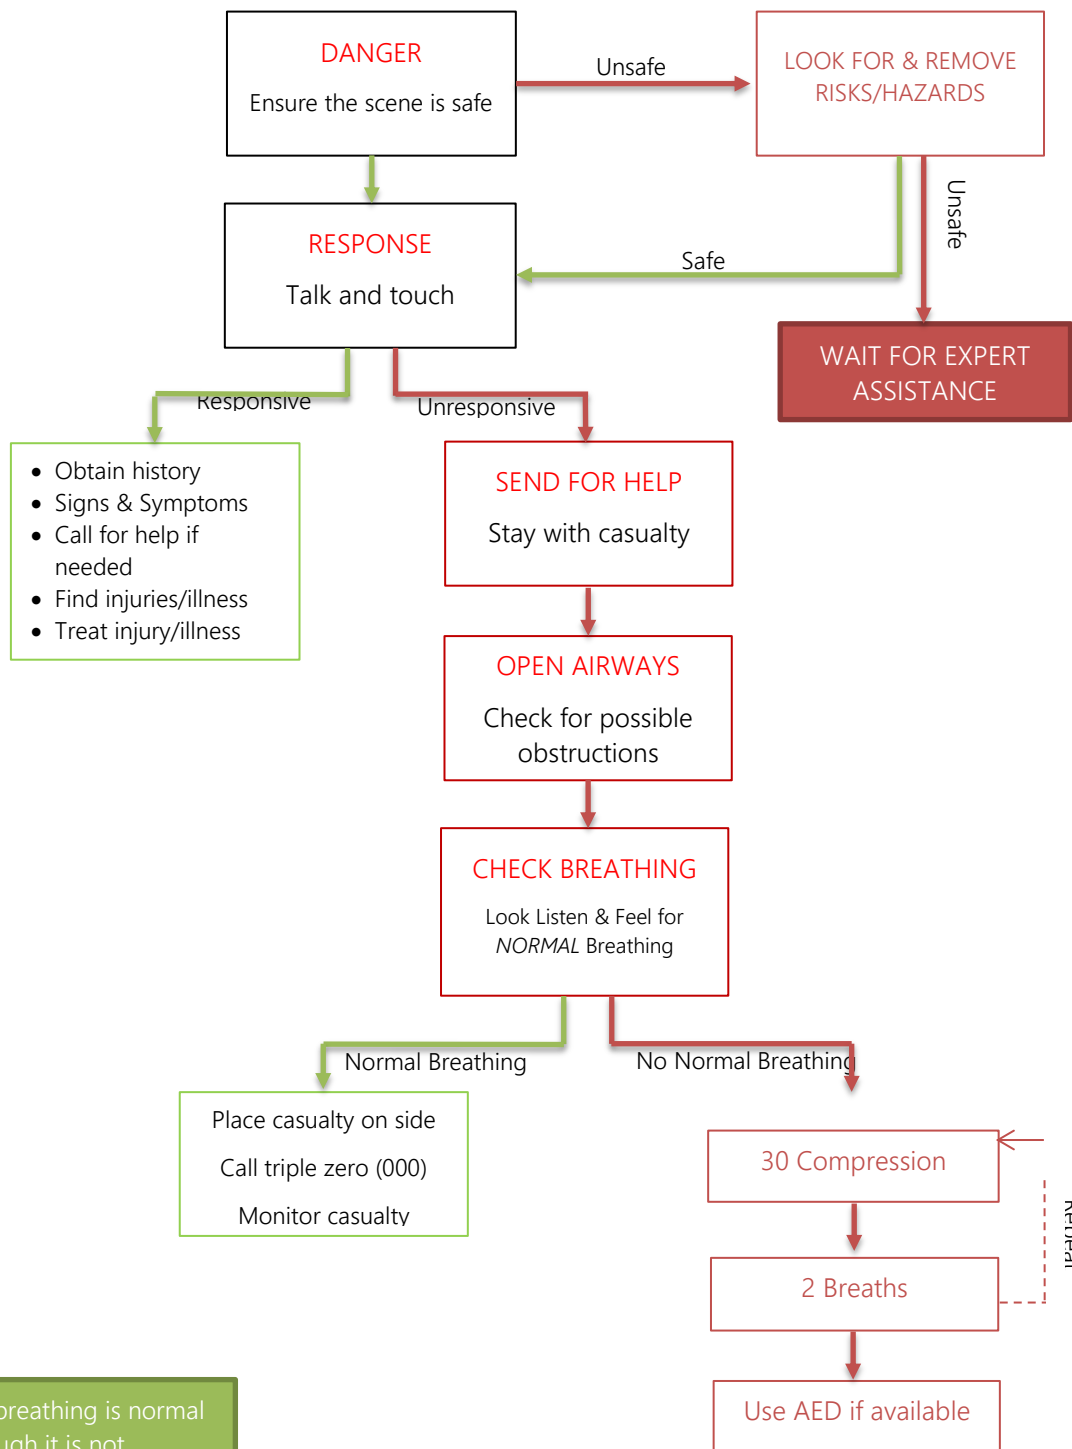 DANGER
Ensure the scene is safe
Unsafe
LOOK FOR & REMOVE
RISKS/HAZARDS
RESPONSE
Talk and touch
Safe
Unsafe
WAIT FOR EXPERT
ASSISTANCE
Responsive
Unresponsive
• Obtain history
• Signs & Symptoms
• Call for help if
needed
• Find injuries/illness
• Treat injury/illness
SEND FOR HELP
Stay with casualty
OPEN AIRWAYS
Check for possible
obstructions
CHECK BREATHING
Look Listen & Feel for
NORMAL Breathing
Normal Breathing
No Normal Breathing
Place casualty on side
Call triple zero (000)
Monitor casualty
30 Compression
Repeat
2 Breaths
Use AED if available
breathing is normal
it is not